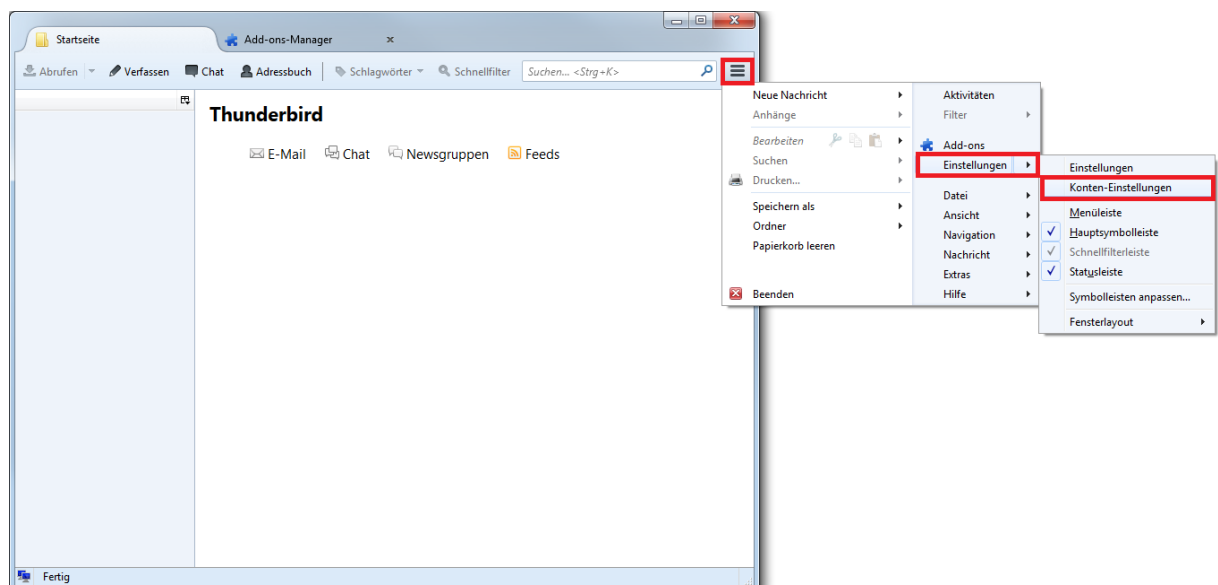 Startseite
Add-ons-Manager
Abrufen Verfassen Chat Adressbuch Schlagwörter Schnellfilter Suchen... <Strg+K>
Thunderbird
E-Mail Chat Newsgruppen Feeds
Neue Nachricht
Anhänge
Bearbeiten
Suchen
Drucken...
Speichern als
Ordner
Papierkorb leeren
Beenden
Aktivitäten
Filter
Add-ons
Einstellungen
Datei
Ansicht
Navigation
Nachricht
Extras
Hilfe
Einstellungen
Konten-Einstellungen
Menüleiste
Hauptsymbolleiste
Schnellfilterleiste
Statusleiste
Symbolleisten anpassen...
Fensterlayout
Fertig